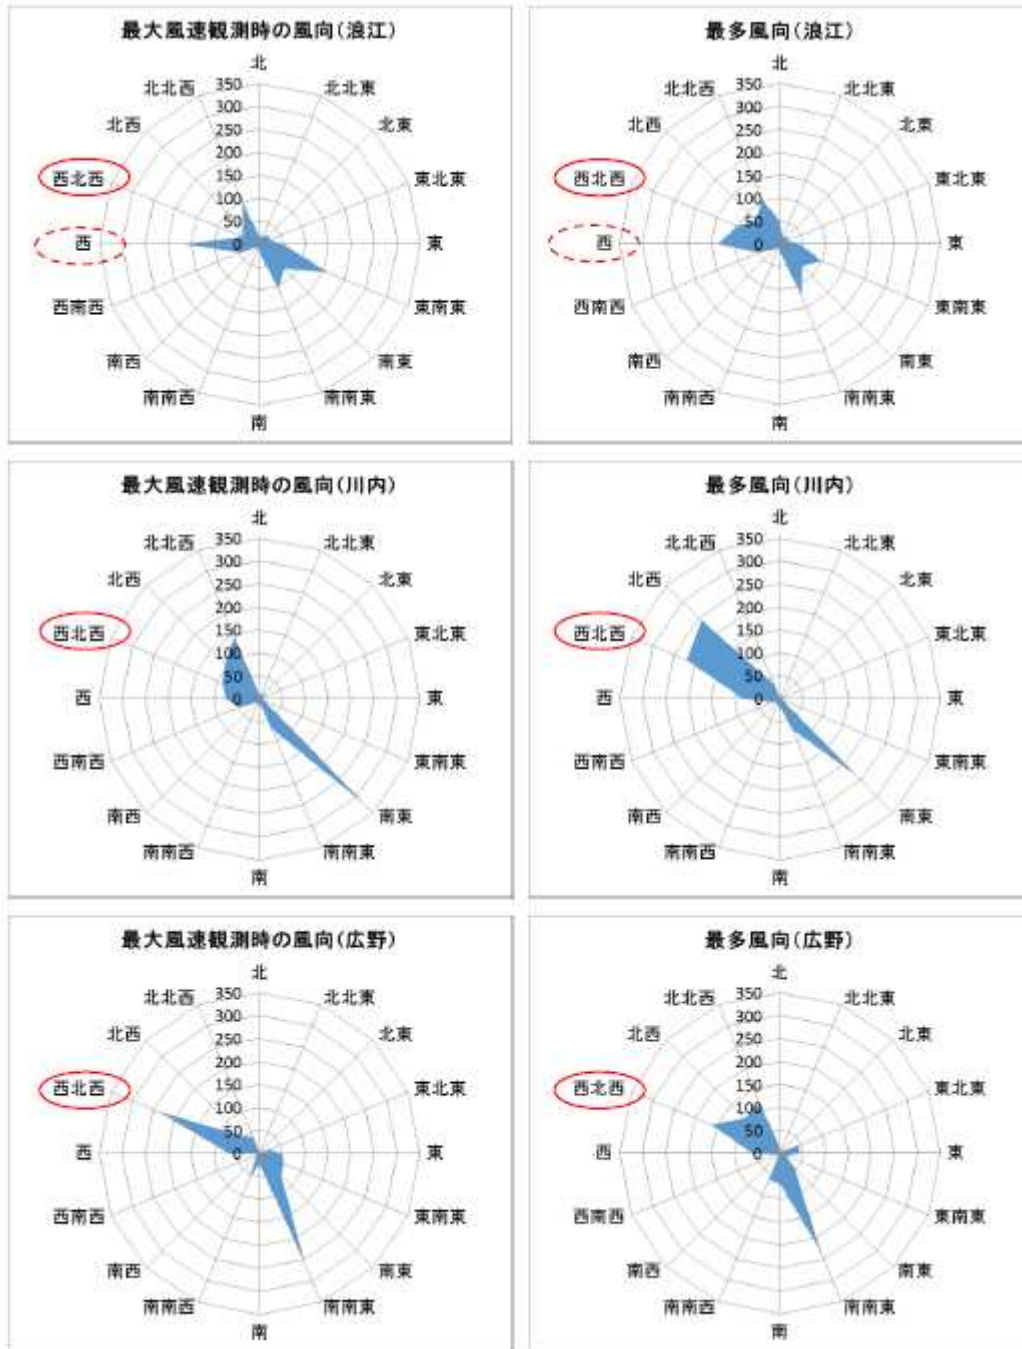 最大風速観測時の風向(浪江)
北
北北西
北北東
北西
北東
西北西
東北東
西
東
西南西
東南東
南西
南東
南南西
南南東
南
350
300
250
200
150
100
50
0
最多風向(浪江)
北
北北西
北北東
北西
北東
西北西
東北東
西
東
西南西
東南東
南西
南東
南南西
南南東
南
350
300
250
200
150
100
50
0
最大風速観測時の風向(川内)
北
北北西
北北東
北西
北東
西北西
東北東
西
東
西南西
東南東
南西
南東
南南西
南南東
南
350
300
250
200
150
100
50
0
最多風向(川内)
北
北北西
北北東
北西
北東
西北西
東北東
西
東
西南西
東南東
南西
南東
南南西
南南東
南
350
300
250
200
150
100
50
0
最大風速観測時の風向(広野)
北
北北西
北北東
北西
北東
西北西
東北東
西
東
西南西
東南東
南西
南東
南南西
南南東
南
350
300
250
200
150
100
50
0
最多風向(広野)
北
北北西
北北東
北西
北東
西北西
東北東
西
東
西南西
東南東
南西
南東
南南西
南南東
南
350
300
250
200
150
100
50
0